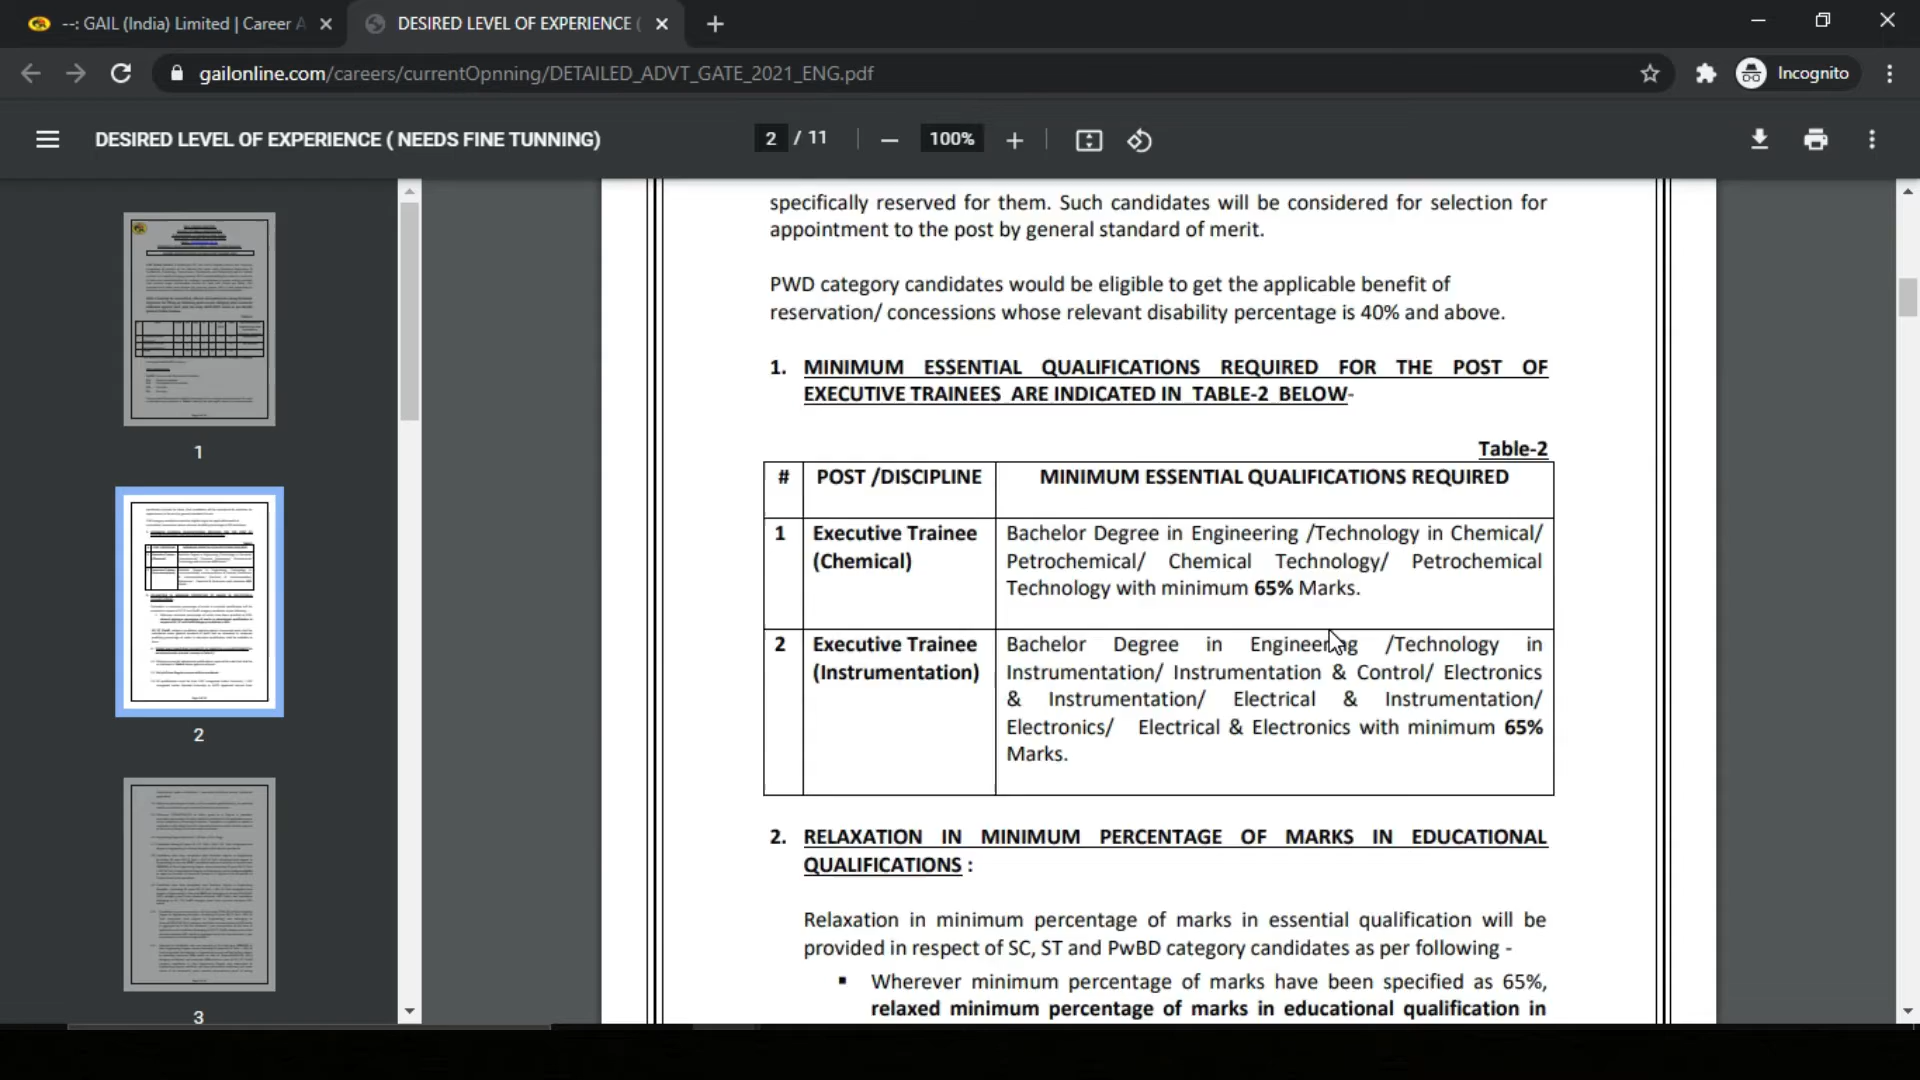 --: GAIL (India) Limited | Career A
DESIRED LEVEL OF EXPERIENCE (
gailonline.com/careers/currentOpnning/DETAILED_ADVT_GATE_2021_ENG.pdf
Incognito
DESIRED LEVEL OF EXPERIENCE ( NEEDS FINE TUNNING)
2 / 11
100%
1
2
3
specifically reserved for them. Such candidates will be considered for selection for
appointment to the post by general standard of merit.
PWD category candidates would be eligible to get the applicable benefit of
reservation/ concessions whose relevant disability percentage is 40% and above.
1. MINIMUM ESSENTIAL QUALIFICATIONS REQUIRED FOR THE POST OF
EXECUTIVE TRAINEES ARE INDICATED IN TABLE-2 BELOW-
Table-2
# POST /DISCIPLINE MINIMUM ESSENTIAL QUALIFICATIONS REQUIRED
1 Executive Trainee Bachelor Degree in Engineering /Technology in Chemical/
(Chemical) Petrochemical/ Chemical Technology/ Petrochemical
Technology with minimum 65% Marks.
2 Executive Trainee Bachelor Degree in Engineering /Technology in
(Instrumentation) Instrumentation/ Instrumentation & Control/ Electronics
& Instrumentation/ Electrical & Instrumentation/
Electronics/ Electrical & Electronics with minimum 65%
Marks.
2. RELAXATION IN MINIMUM PERCENTAGE OF MARKS IN EDUCATIONAL
QUALIFICATIONS :
Relaxation in minimum percentage of marks in essential qualification will be
provided in respect of SC, ST and PwBD category candidates as per following -
▪ Wherever minimum percentage of marks have been specified as 65%,
relaxed minimum percentage of marks in educational qualification in